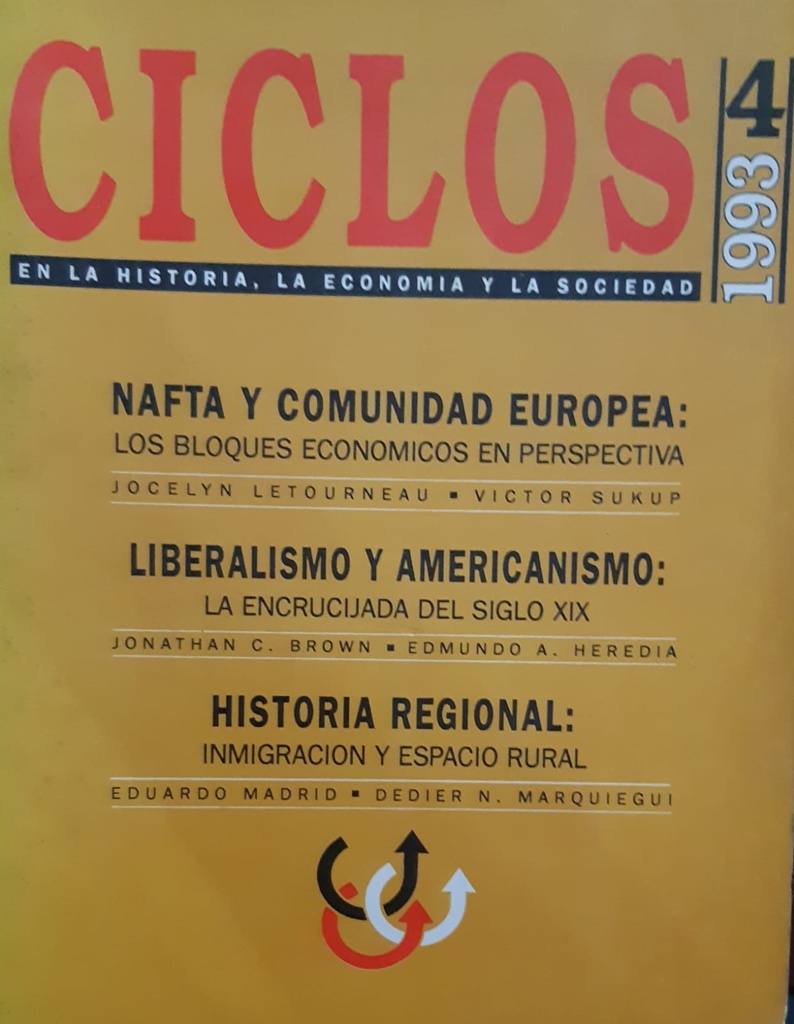 CICLOS
4
1993
EN LA HISTORIA, LA ECONOMIA Y LA SOCIEDAD
NAFTA Y COMUNIDAD EUROPEA:
LOS BLOQUES ECONOMICOS EN PERSPECTIVA
JOCELYN LETOURNEAU ▪ VICTOR SUKUP
LIBERALISMO Y AMERICANISMO:
LA ENCRUCIJADA DEL SIGLO XIX
JONATHAN C. BROWN ▪ EDMUNDO A. HEREDIA
HISTORIA REGIONAL:
INMIGRACION Y ESPACIO RURAL
EDUARDO MADRID ▪ DEDIER N. MARQUIEGUI